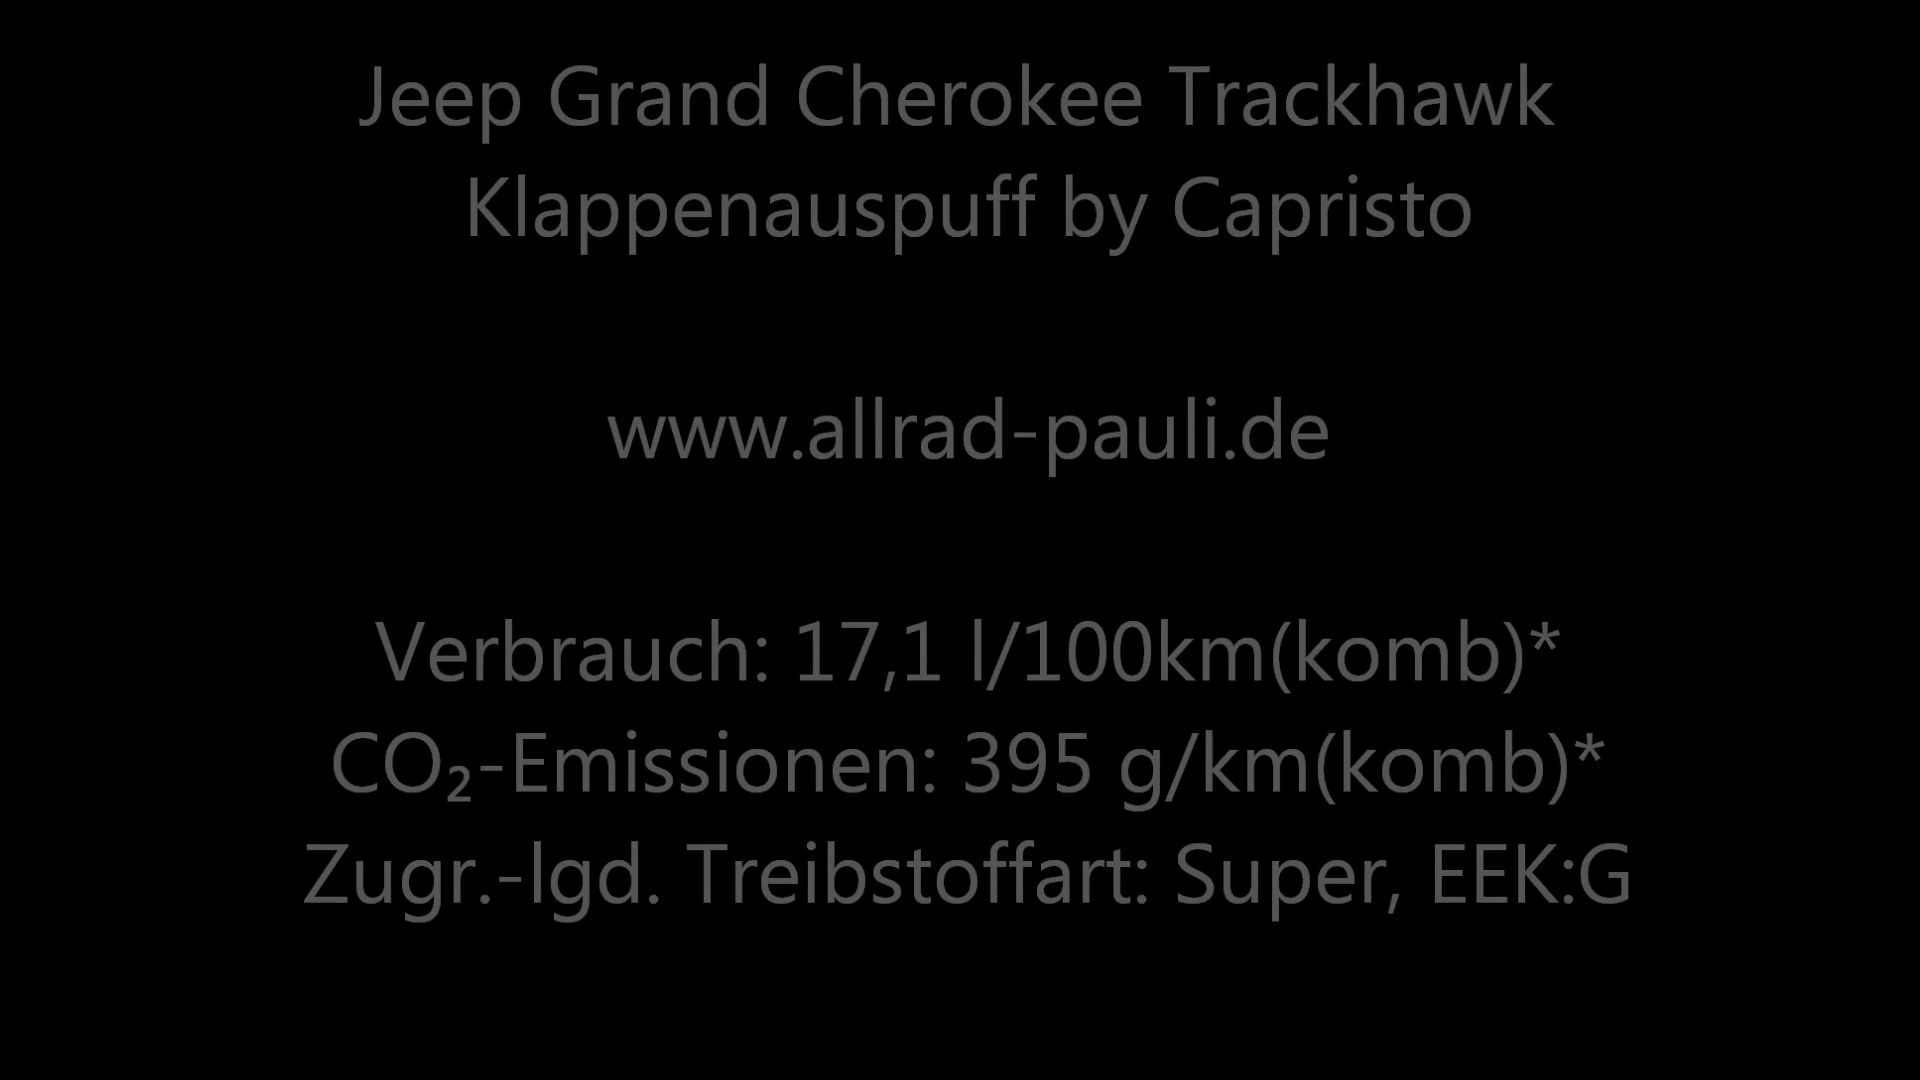 Jeep Grand Cherokee Trackhawk
Klappenauspuff by Capristo
www.allrad-pauli.de
Verbrauch: 17,1 l/100km(komb)*
CO₂-Emissionen: 395 g/km(komb)*
Zugr.-lgd. Treibstoffart: Super, EEK:G